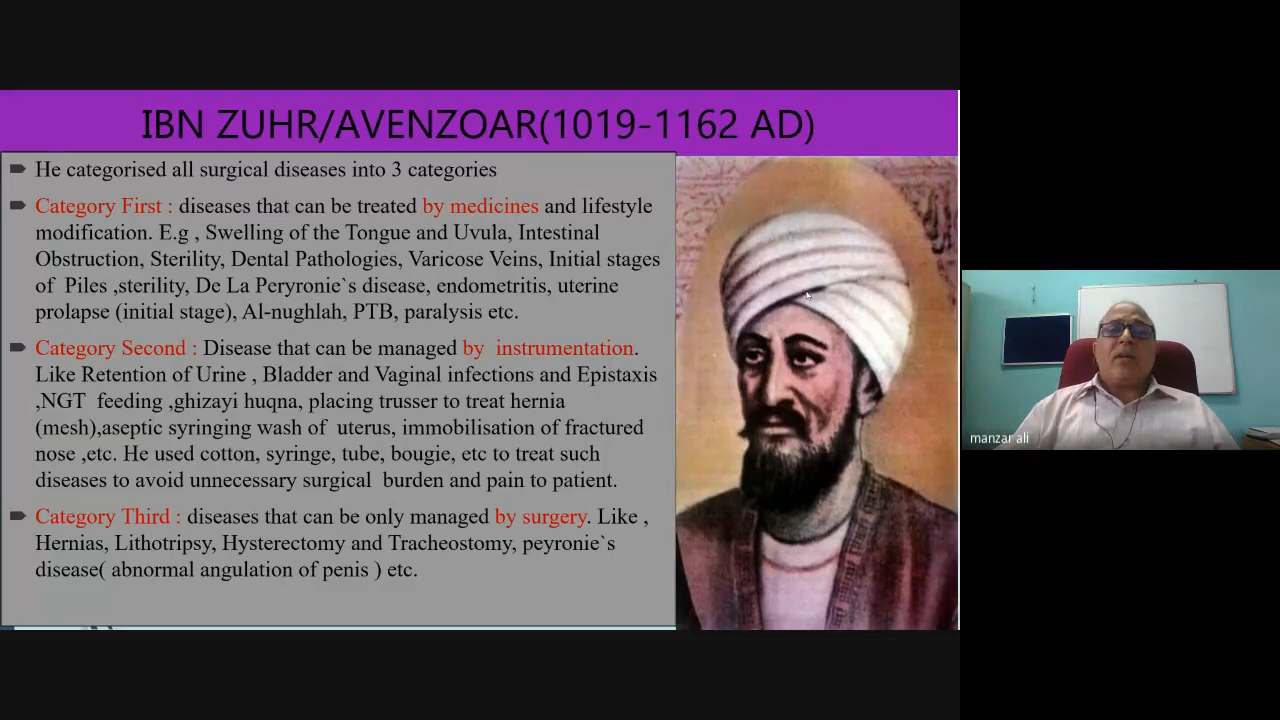 IBN ZUHR/AVENZOAR(1019-1162 AD)
He categorised all surgical diseases into 3 categories
Category First : diseases that can be treated by medicines and lifestyle
modification. E.g , Swelling of the Tongue and Uvula, Intestinal
Obstruction, Sterility, Dental Pathologies, Varicose Veins, Initial stages
of Piles ,sterility, De La Peryronie`s disease, endometritis, uterine
prolapse (initial stage), Al-nughlah, PTB, paralysis etc.
Category Second : Disease that can be managed by instrumentation.
Like Retention of Urine , Bladder and Vaginal infections and Epistaxis
,NGT feeding ,ghizayi huqna, placing trusser to treat hernia
(mesh),aseptic syringing wash of uterus, immobilisation of fractured
nose ,etc. He used cotton, syringe, tube, bougie, etc to treat such
diseases to avoid unnecessary surgical burden and pain to patient.
Category Third : diseases that can be only managed by surgery. Like ,
Hernias, Lithotripsy, Hysterectomy and Tracheostomy, peyronie`s
disease( abnormal angulation of penis ) etc.
manzar ali